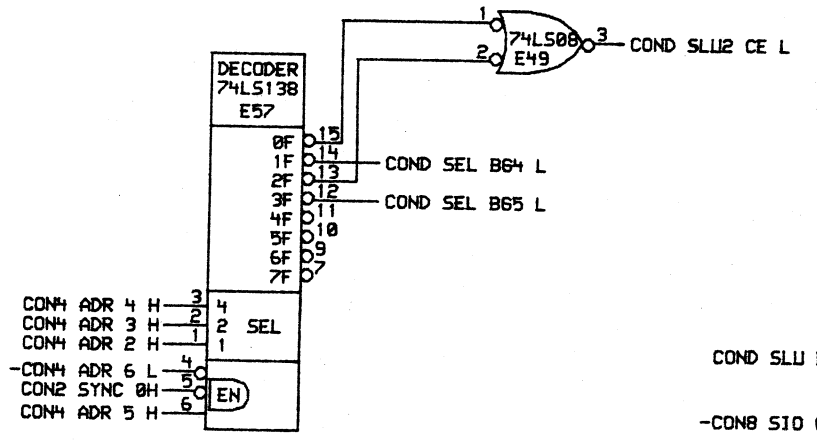 1
74LS08
3
COND SLU2 CE L
2
E49
DECODER
74LS138
E57
0F 15
1F 14
COND SEL BG4 L
2F 13
3F 12
COND SEL BG5 L
4F 11
5F 10
6F 9
7F 7
CON4 ADR 4 H 3 4
CON4 ADR 3 H 2 2 SEL
CON4 ADR 2 H 1 1
-CON4 ADR 6 L 4
CON2 SYNC 0H 5 EN
CON4 ADR 5 H 6
COND SLU
-CON8 SIO